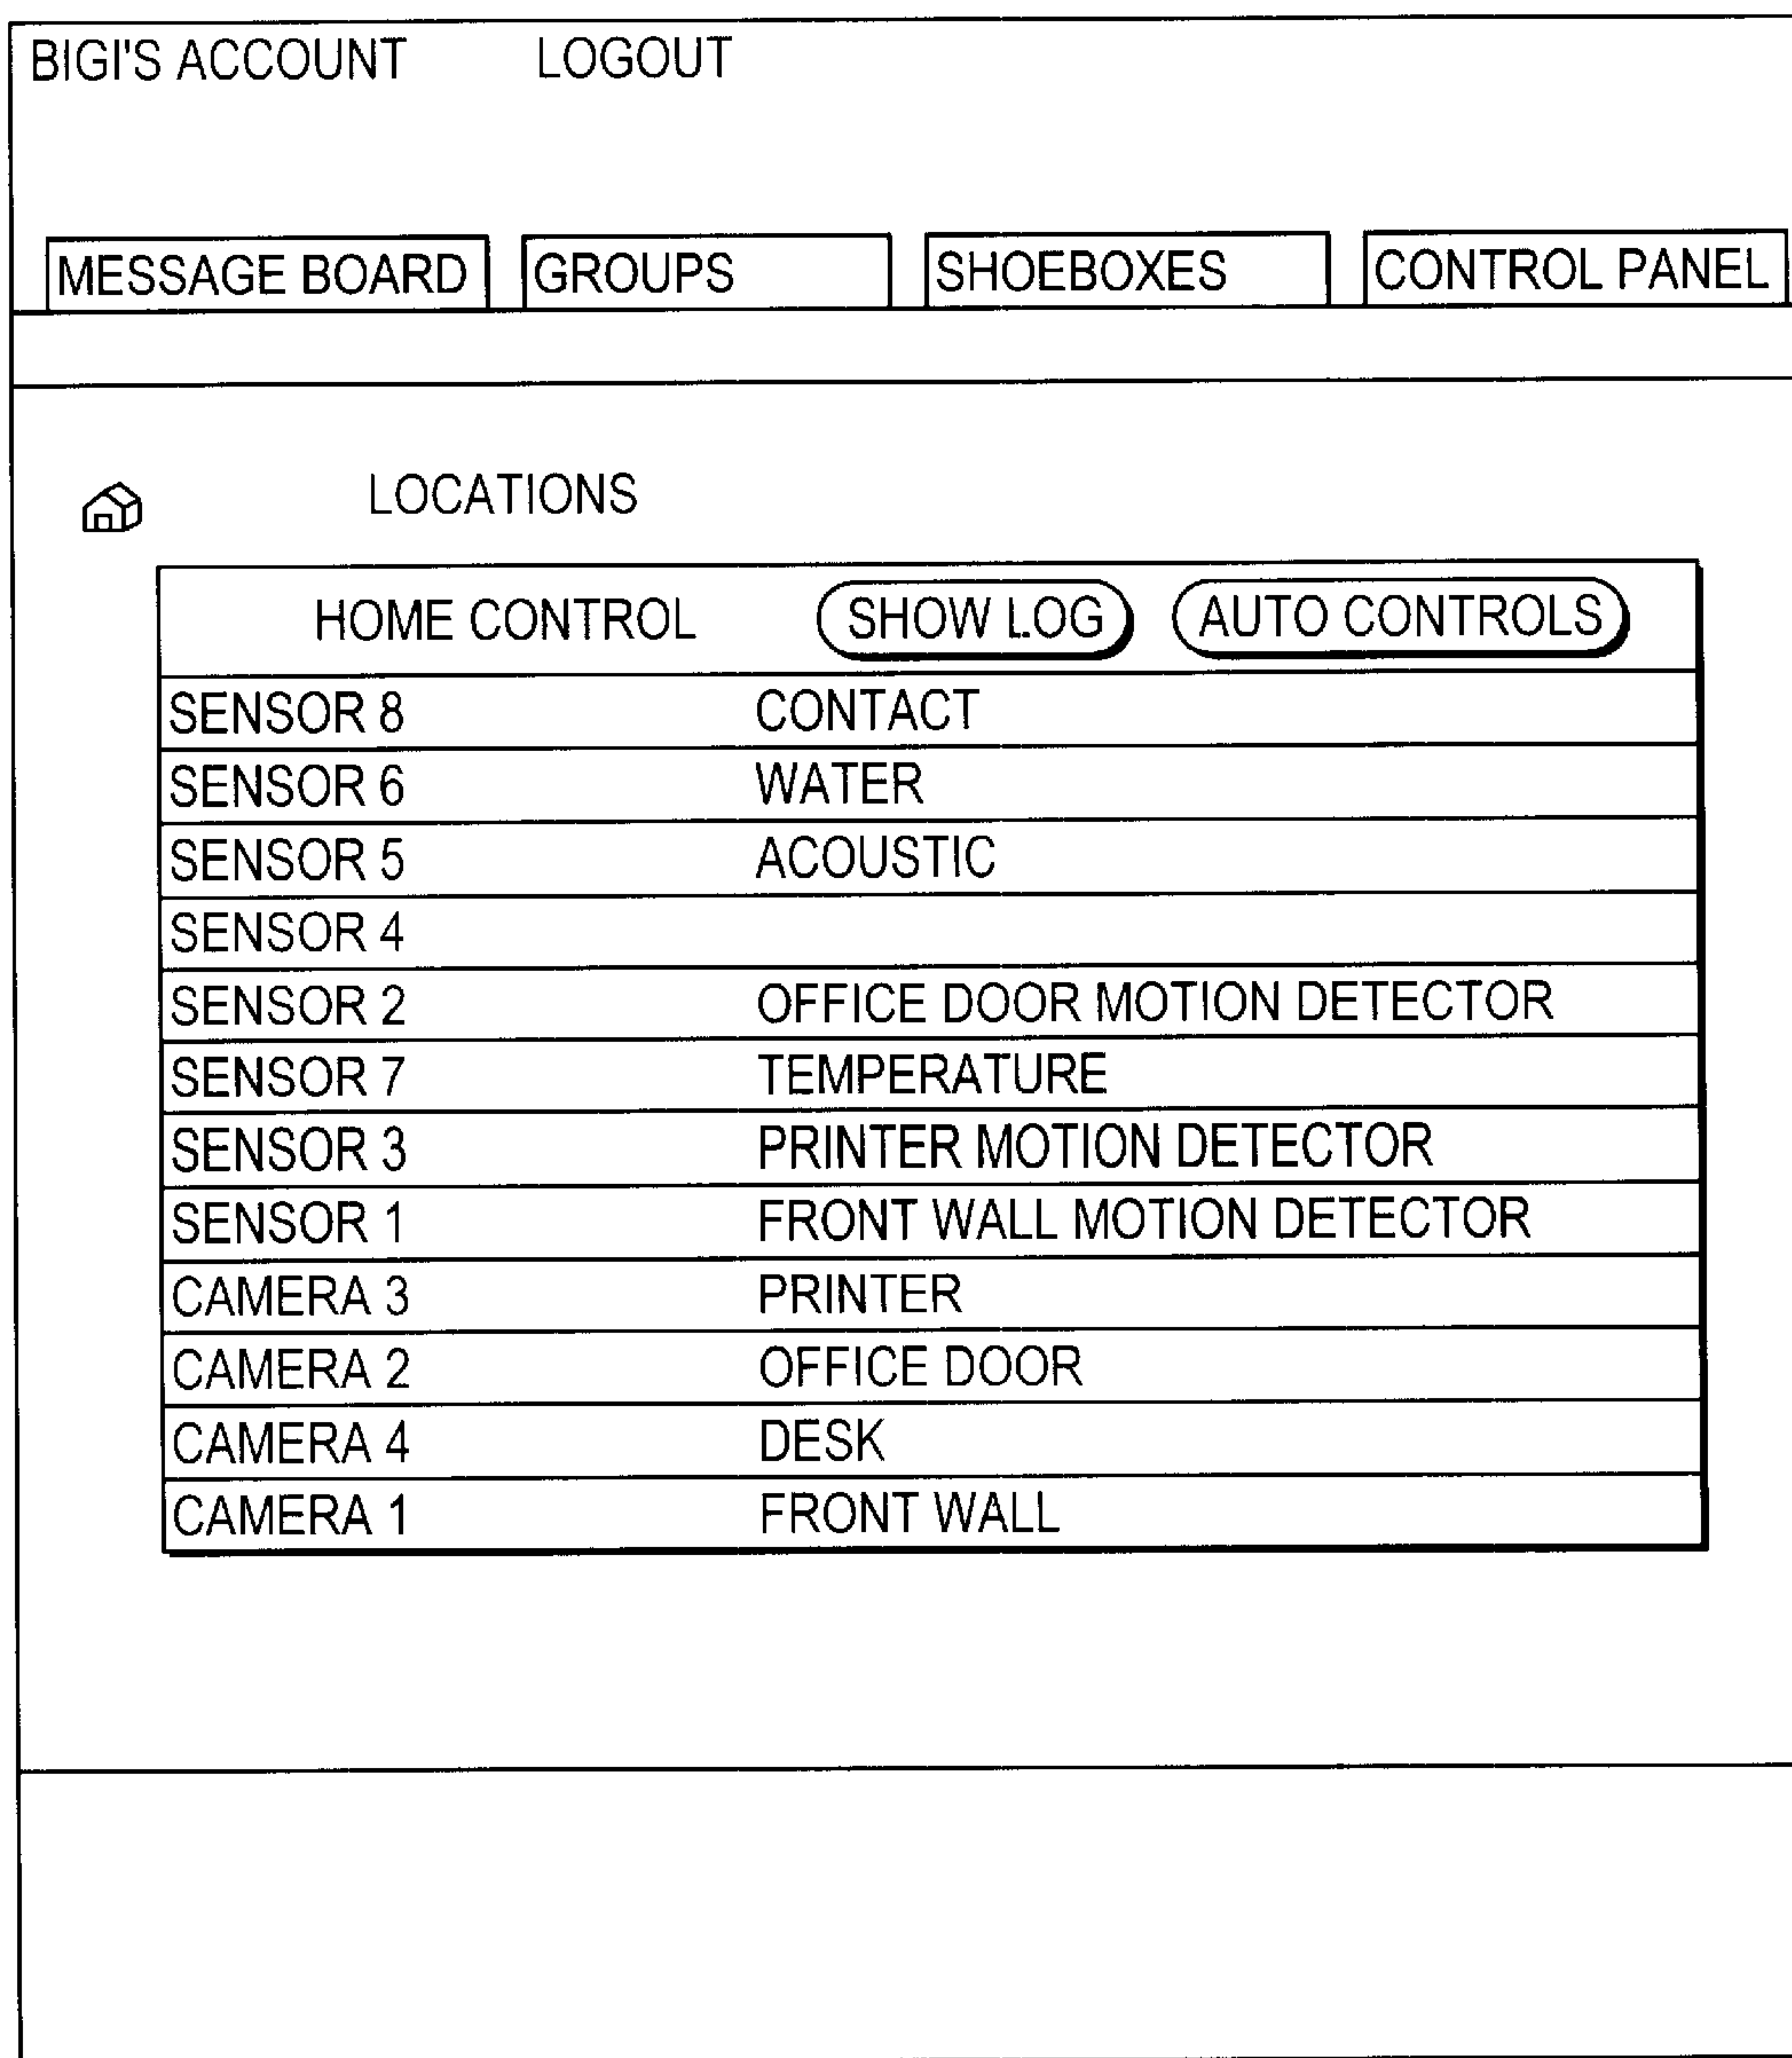 BIGI'S ACCOUNT LOGOUT
MESSAGE BOARD GROUPS SHOEBOXES CONTROL PANEL
LOCATIONS
HOME CONTROL SHOW LOG AUTO CONTROLS
SENSOR 8 CONTACT
SENSOR 6 WATER
SENSOR 5 ACOUSTIC
SENSOR 4
SENSOR 2 OFFICE DOOR MOTION DETECTOR
SENSOR 7 TEMPERATURE
SENSOR 3 PRINTER MOTION DETECTOR
SENSOR 1 FRONT WALL MOTION DETECTOR
CAMERA 3 PRINTER
CAMERA 2 OFFICE DOOR
CAMERA 4 DESK
CAMERA 1 FRONT WALL